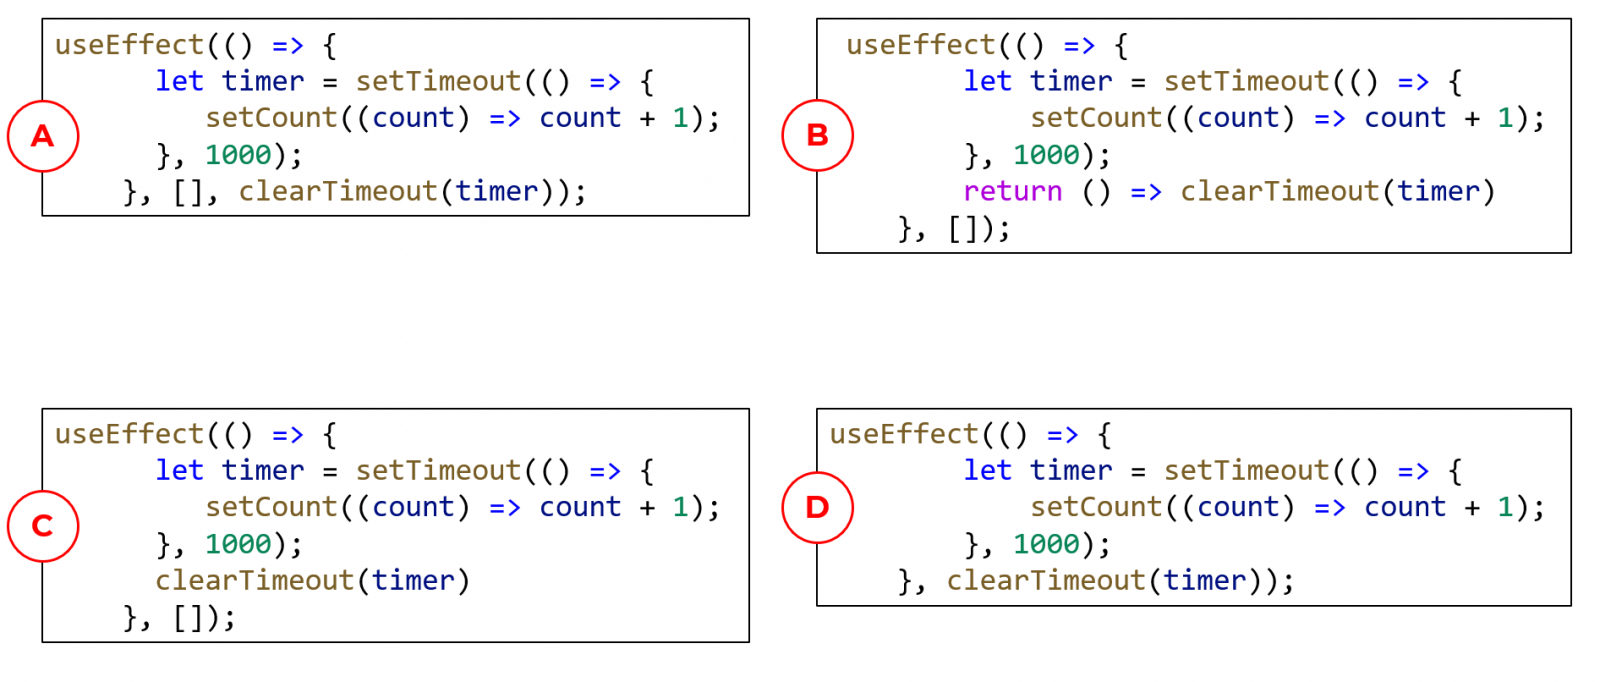 A
useEffect(() => {
let timer = setTimeout(() => {
setCount((count) => count + 1);
}, 1000);
}, [], clearTimeout(timer));
B
useEffect(() => {
let timer = setTimeout(() => {
setCount((count) => count + 1);
}, 1000);
return () => clearTimeout(timer)
}, []);
C
useEffect(() => {
let timer = setTimeout(() => {
setCount((count) => count + 1);
}, 1000);
clearTimeout(timer)
}, []);
D
useEffect(() => {
let timer = setTimeout(() => {
setCount((count) => count + 1);
}, 1000);
}, clearTimeout(timer));